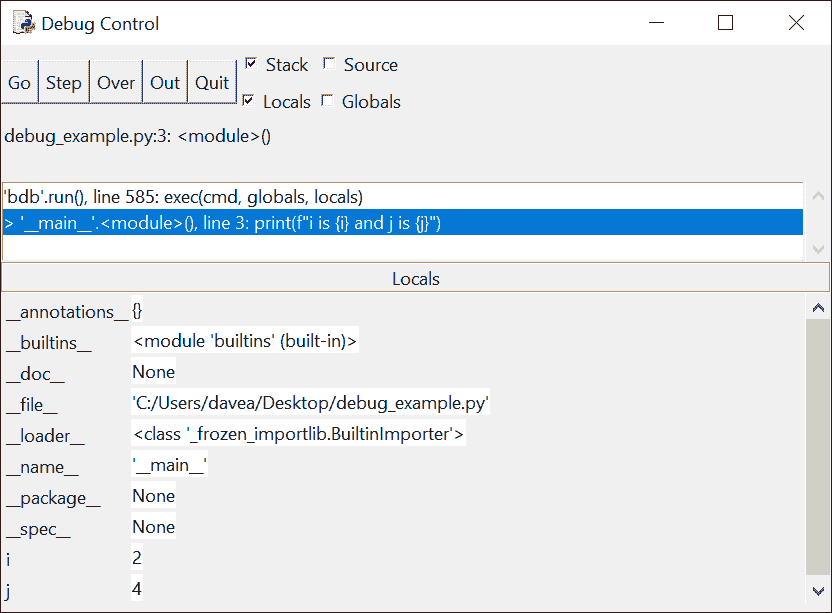 Debug Control
Go Step Over Out Quit
Stack Source
Locals Globals
debug_example.py:3: <module>()
'bdb'.run(), line 585: exec(cmd, globals, locals)
> '__main__'.<module>(), line 3: print(f"i is {i} and j is {j}")
Locals
__annotations__ {}
__builtins__ <module 'builtins' (built-in)>
__doc__ None
__file__ 'C:/Users/davea/Desktop/debug_example.py'
__loader__ <class '_frozen_importlib.BuiltinImporter'>
__name__ '__main__'
__package__ None
__spec__ None
i 2
j 4